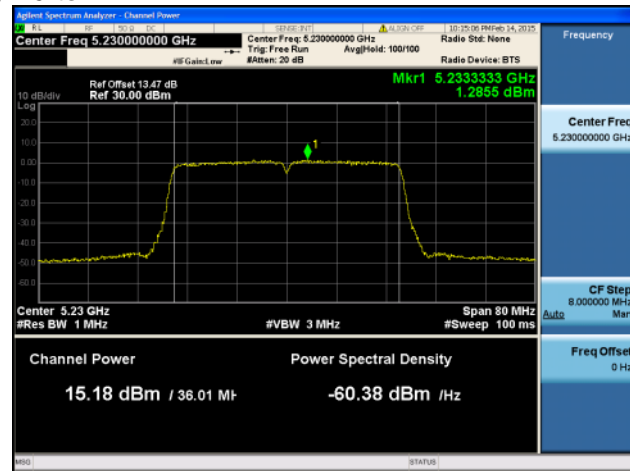 Agilent Spectrum Analyzer - Channel Power
RL RF 50 Ω DC SENSE:INT ALIGN OFF 10:15:06 PM Feb 14, 2015
Center Freq 5.230000000 GHz Center Freq: 5.230000000 GHz Radio Std: None Frequency
Trig: Free Run Avg|Hold: 100/100
#IFGain:Low #Atten: 20 dB Radio Device: BTS
Mkr1 5.2333333 GHz
Ref Offset 13.47 dB
10 dB/div Ref 30.00 dBm 1.2855 dBm
Log
20.0
10.0
0.00
-10.0
-20.0
-30.0
-40.0
-50.0
-60.0
1
Center Freq
5.230000000 GHz
Center 5.23 GHz Span 80 MHz
#Res BW 1 MHz #VBW 3 MHz #Sweep 100 ms
CF Step
8.000000 MHz
Auto Man
Channel Power Power Spectral Density
15.18 dBm / 36.01 MH -60.38 dBm /Hz
Freq Offset
0 Hz
MSG STATUS